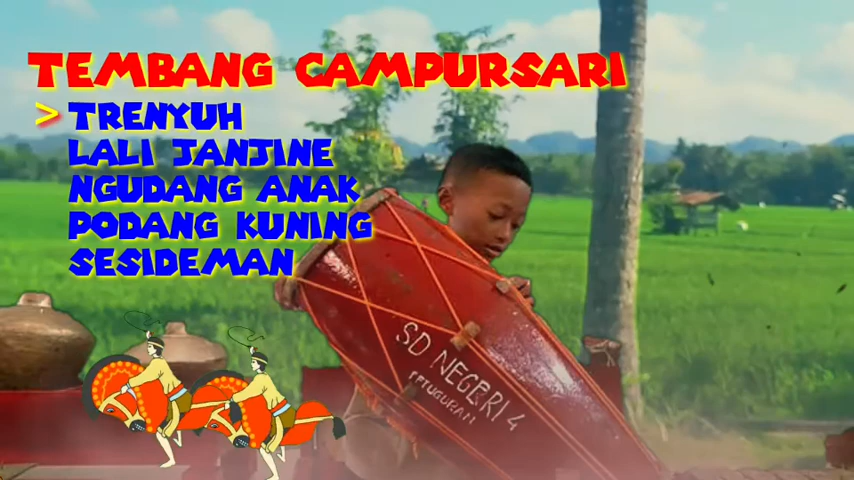 TEMBANG CAMPURSARI
> TRENYUH
LALI JANJINE
NGUDANG ANAK
PODANG KUNING
SESIDEMAN
SD NEGERI 4